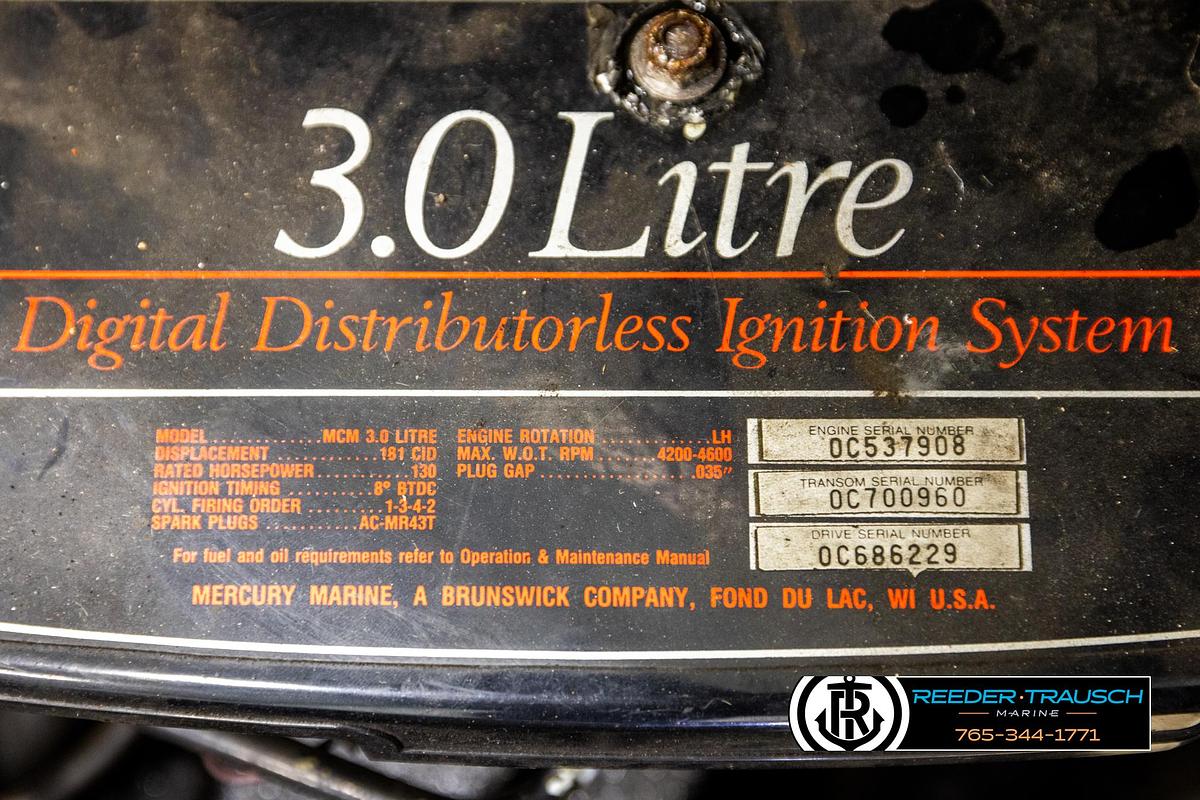 3.0 Litre
Digital Distributorless Ignition System
MODEL.............MCM 3.0 LITRE
DISPLACEMENT............181 CID
RATED HORSEPOWER...........130
IGNITION TIMING..........8° BTDC
CYL. FIRING ORDER.........1-3-4-2
SPARK PLUGS...........AC-MR43T
ENGINE ROTATION.............LH
MAX. W.O.T. RPM.......4200-4600
PLUG GAP..................035″
ENGINE SERIAL NUMBER
0C537908
TRANSOM SERIAL NUMBER
0C700960
DRIVE SERIAL NUMBER
0C686229
For fuel and oil requirements refer to Operation & Maintenance Manual
MERCURY MARINE, A BRUNSWICK COMPANY, FOND DU LAC, WI U.S.A.
RT
REEDER·TRAUSCH
MARINE
765-344-1771